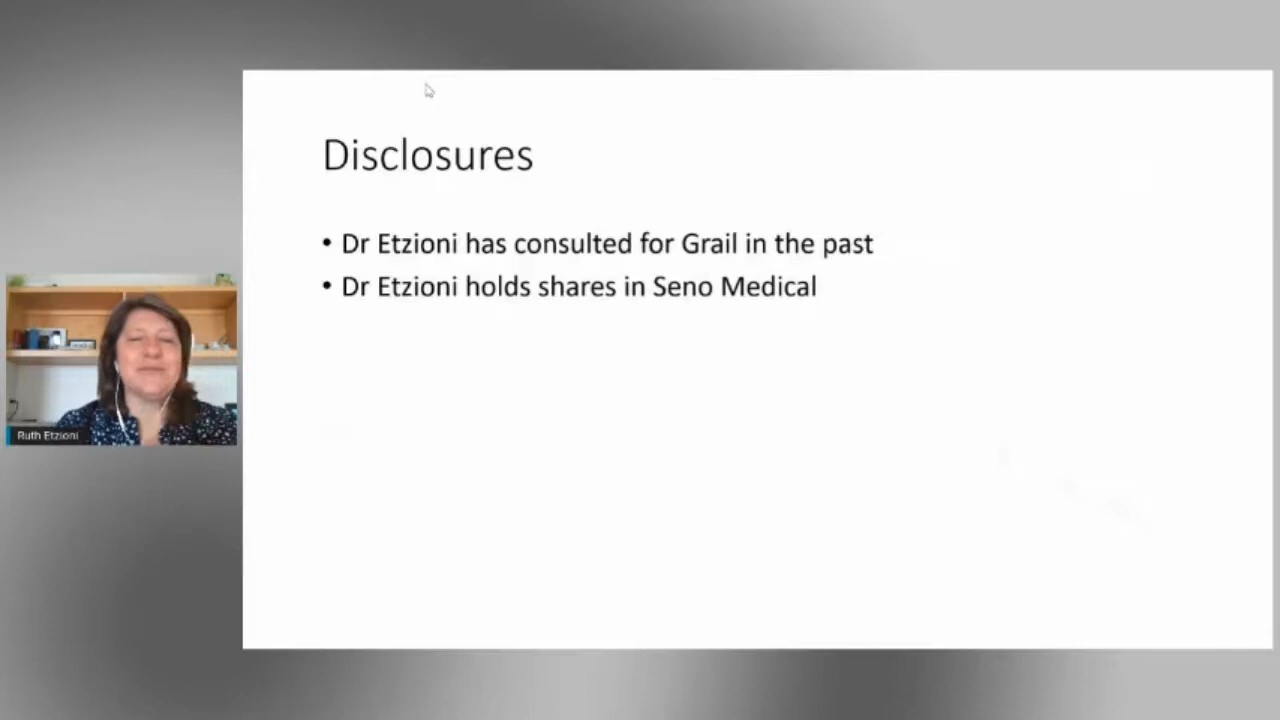 Disclosures
• Dr Etzioni has consulted for Grail in the past
• Dr Etzioni holds shares in Seno Medical
Ruth Etzioni